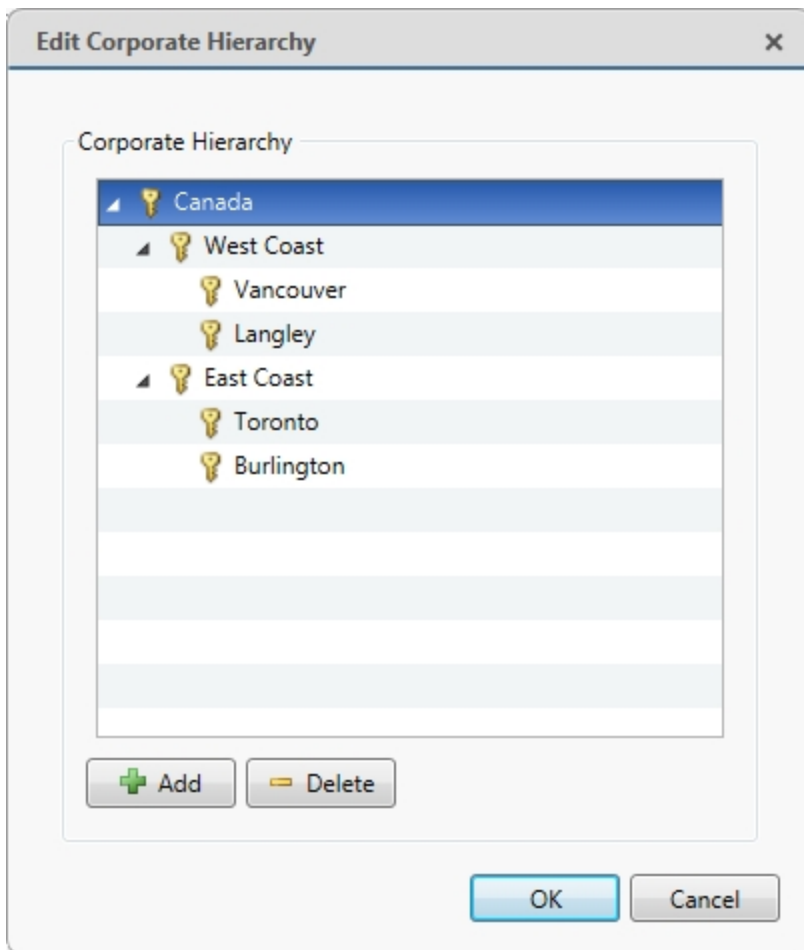 Edit Corporate Hierarchy
Corporate Hierarchy
Canada
West Coast
Vancouver
Langley
East Coast
Toronto
Burlington
Add Delete
OK Cancel